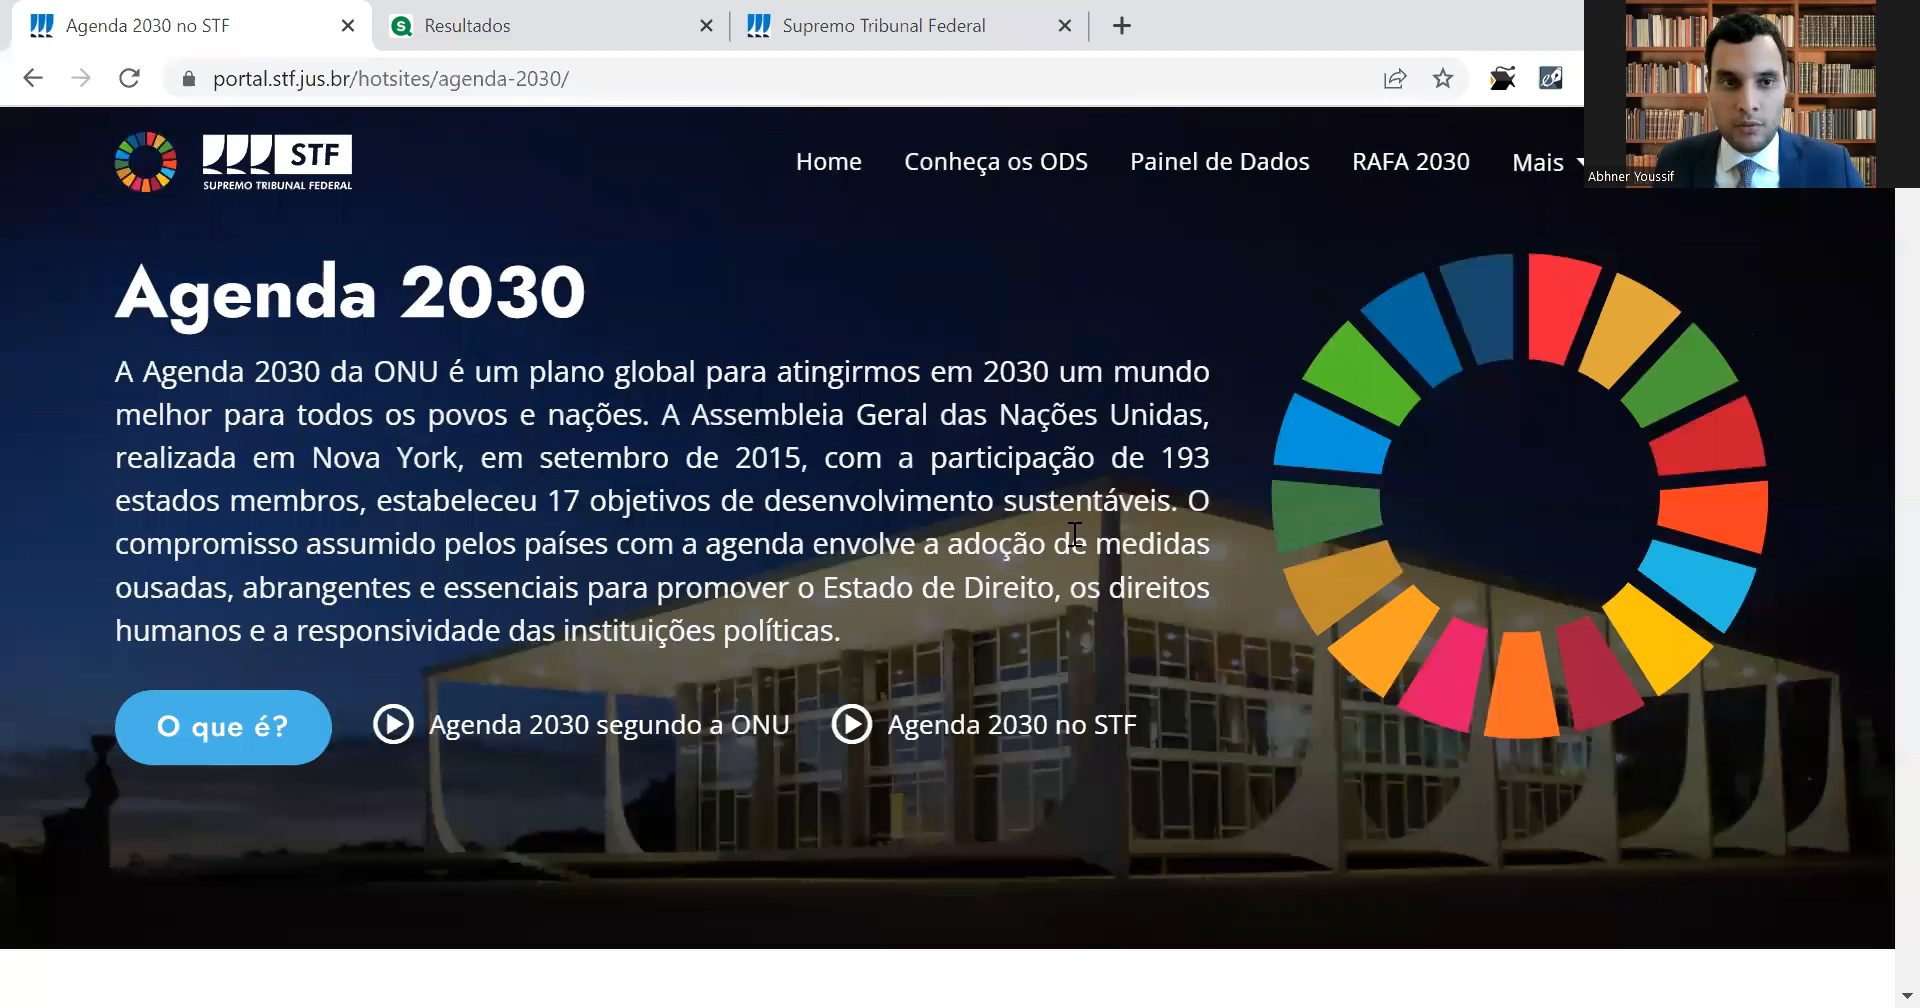 Agenda 2030 no STF
Resultados
Supremo Tribunal Federal
portal.stf.jus.br/hotsites/agenda-2030/
Abhner Youssif
STF
SUPREMO TRIBUNAL FEDERAL
Home
Conheça os ODS
Painel de Dados
RAFA 2030
Mais
Agenda 2030
A Agenda 2030 da ONU é um plano global para atingirmos em 2030 um mundo
melhor para todos os povos e nações. A Assembleia Geral das Nações Unidas,
realizada em Nova York, em setembro de 2015, com a participação de 193
estados membros, estabeleceu 17 objetivos de desenvolvimento sustentáveis. O
compromisso assumido pelos países com a agenda envolve a adoção de medidas
ousadas, abrangentes e essenciais para promover o Estado de Direito, os direitos
humanos e a responsividade das instituições políticas.
O que é?
Agenda 2030 segundo a ONU
Agenda 2030 no STF